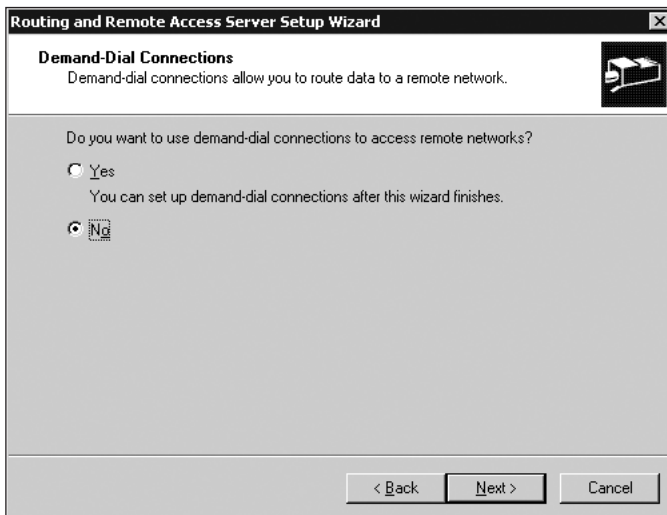 Routing and Remote Access Server Setup Wizard
Demand-Dial Connections
Demand-dial connections allow you to route data to a remote network.
Do you want to use demand-dial connections to access remote networks?
Yes
You can set up demand-dial connections after this wizard finishes.
No
< Back Next > Cancel